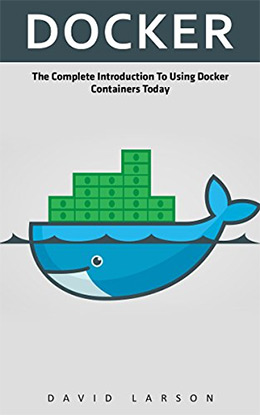 DOCKER
The Complete Introduction To Using Docker
Containers Today
DAVID LARSON